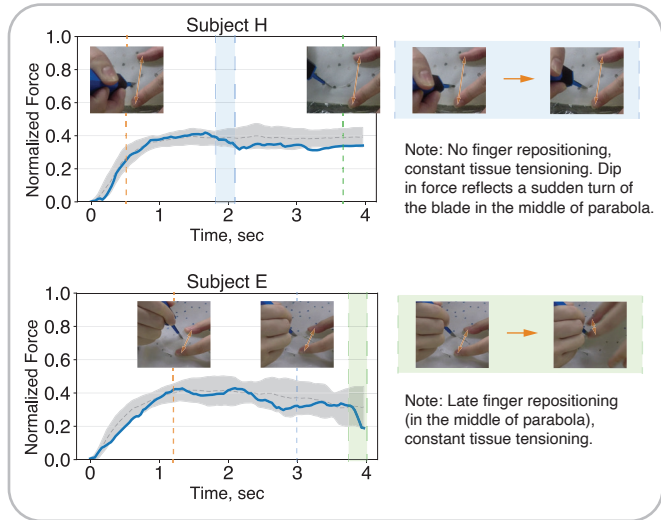 Subject H
Normalized Force
1.0
0.8
0.6
0.4
0.2
0.0
0
1
2
3
4
Time, sec
Note: No finger repositioning,
constant tissue tensioning. Dip
in force reflects a sudden turn of
the blade in the middle of parabola.
Subject E
Normalized Force
1.0
0.8
0.6
0.4
0.2
0.0
0
1
2
3
4
Time, sec
Note: Late finger repositioning
(in the middle of parabola),
constant tissue tensioning.